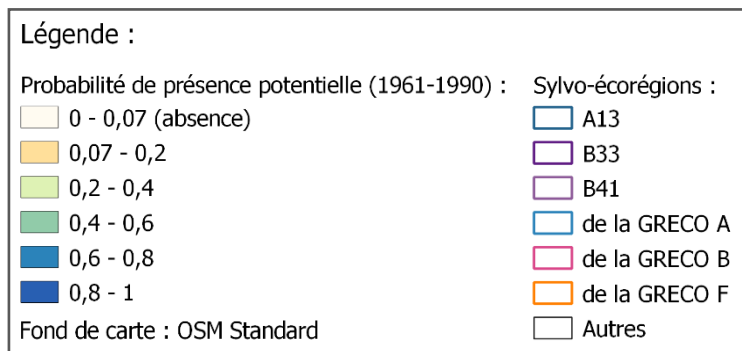 Légende :
Probabilité de présence potentielle (1961-1990) :
0 - 0,07 (absence)
0,07 - 0,2
0,2 - 0,4
0,4 - 0,6
0,6 - 0,8
0,8 - 1
Fond de carte : OSM Standard
Sylvo-écorégions :
A13
B33
B41
de la GRECO A
de la GRECO B
de la GRECO F
Autres